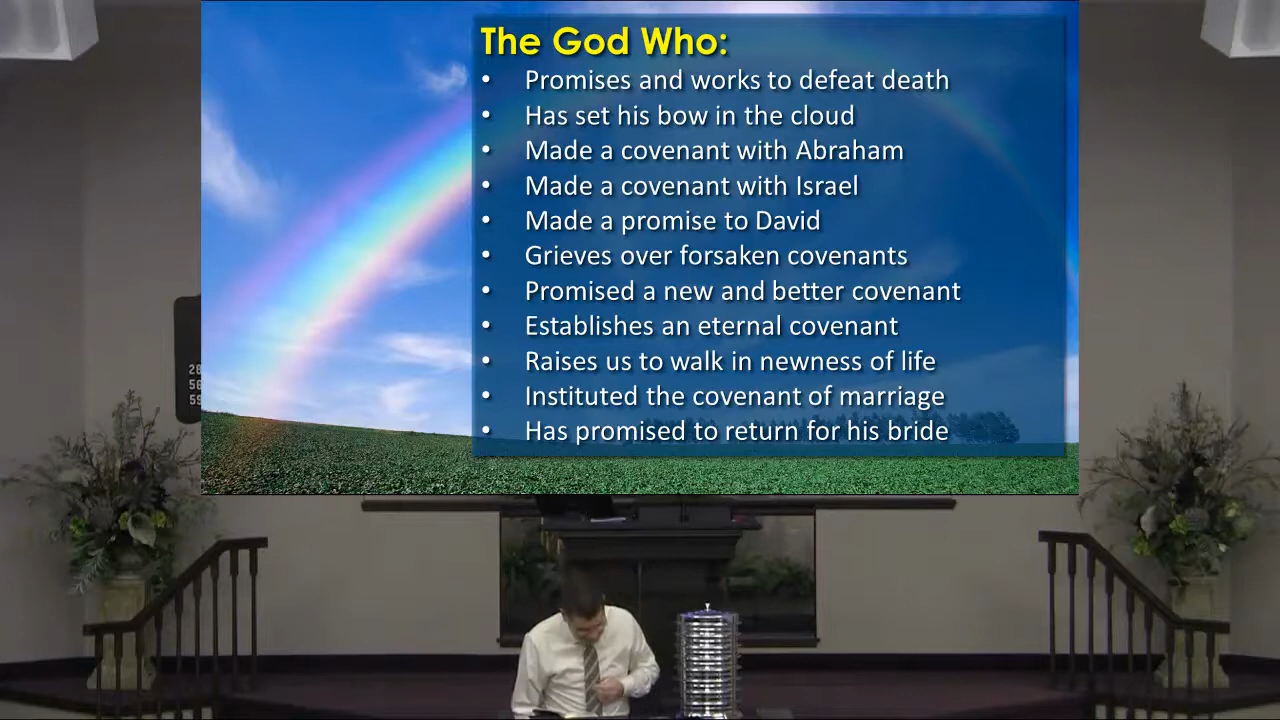 The God Who:
• Promises and works to defeat death
• Has set his bow in the cloud
• Made a covenant with Abraham
• Made a covenant with Israel
• Made a promise to David
• Grieves over forsaken covenants
• Promised a new and better covenant
• Establishes an eternal covenant
• Raises us to walk in newness of life
• Instituted the covenant of marriage
• Has promised to return for his bride